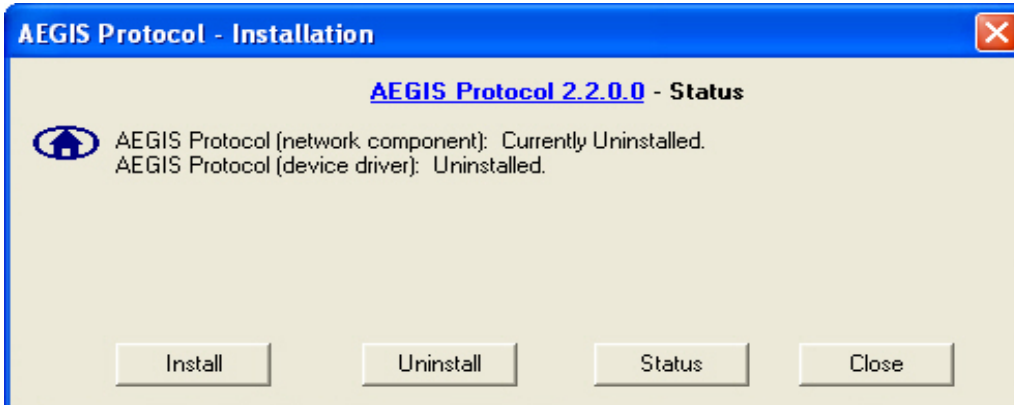 AEGIS Protocol - Installation
AEGIS Protocol 2.2.0.0 - Status
AEGIS Protocol (network component): Currently Uninstalled.
AEGIS Protocol (device driver): Uninstalled.
Install Uninstall Status Close